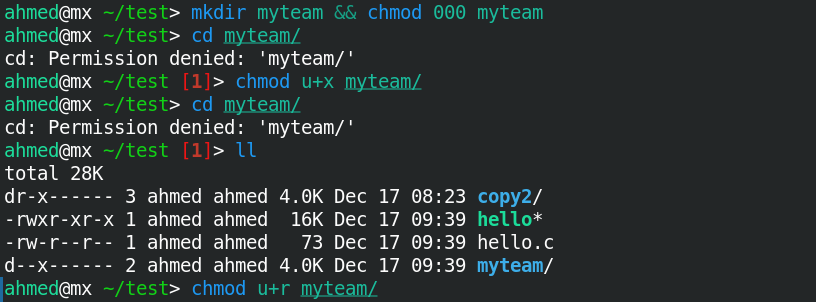 ahmed@mx ~/test> mkdir myteam && chmod 000 myteam
ahmed@mx ~/test> cd myteam/
cd: Permission denied: 'myteam/'
ahmed@mx ~/test [1]> chmod u+x myteam/
ahmed@mx ~/test> cd myteam/
cd: Permission denied: 'myteam/'
ahmed@mx ~/test [1]> ll
total 28K
dr-x------ 3 ahmed ahmed 4.0K Dec 17 08:23 copy2/
-rwxr-xr-x 1 ahmed ahmed  16K Dec 17 09:39 hello*
-rw-r--r-- 1 ahmed ahmed   73 Dec 17 09:39 hello.c
d--x------ 2 ahmed ahmed 4.0K Dec 17 09:39 myteam/
ahmed@mx ~/test> chmod u+r myteam/